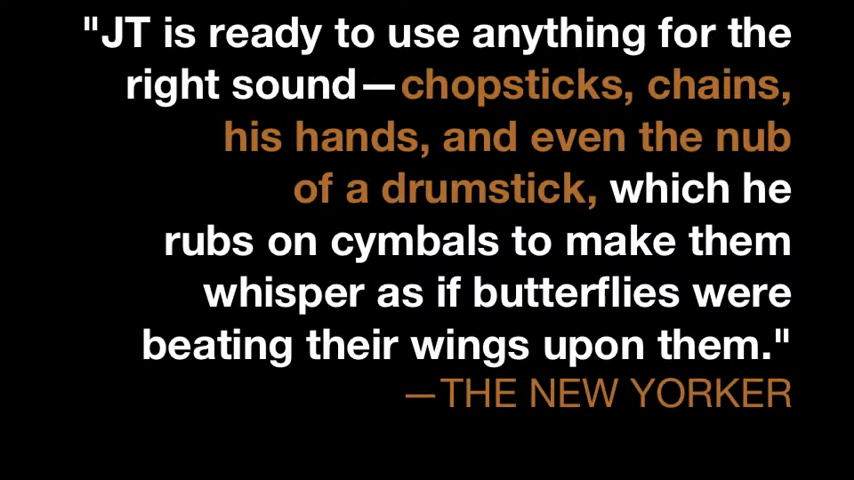 "JT is ready to use anything for the
right sound—chopsticks, chains,
his hands, and even the nub
of a drumstick, which he
rubs on cymbals to make them
whisper as if butterflies were
beating their wings upon them."
—THE NEW YORKER